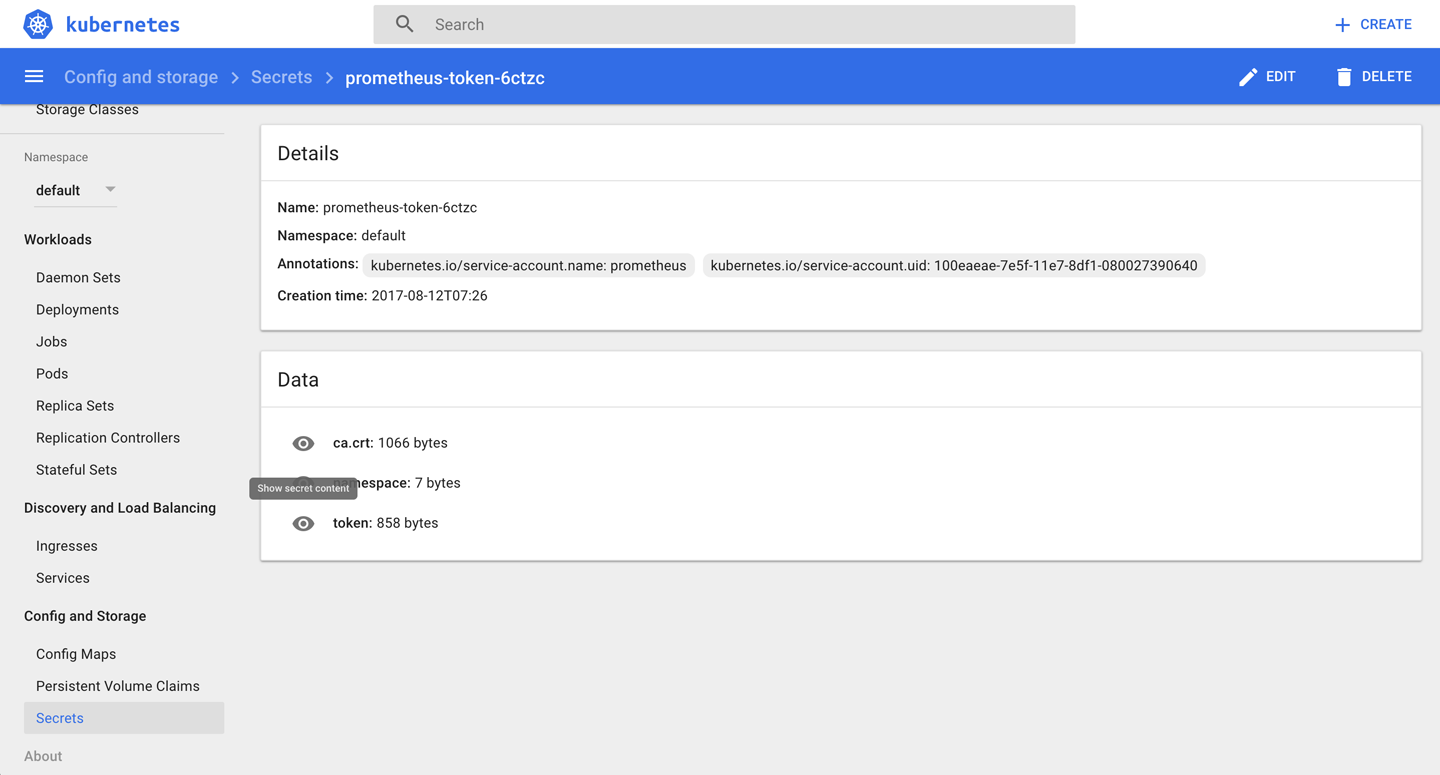 kubernetes
Search
CREATE
Config and storage > Secrets > prometheus-token-6ctzc
EDIT
DELETE
Storage Classes
Namespace
default
Workloads
Daemon Sets
Deployments
Jobs
Pods
Replica Sets
Replication Controllers
Stateful Sets
Discovery and Load Balancing
Ingresses
Services
Config and Storage
Config Maps
Persistent Volume Claims
Secrets
About
Details
Name: prometheus-token-6ctzc
Namespace: default
Annotations: kubernetes.io/service-account.name: prometheus kubernetes.io/service-account.uid: 100eaeae-7e5f-11e7-8df1-080027390640
Creation time: 2017-08-12T07:26
Data
ca.crt: 1066 bytes
Show secret content
namespace: 7 bytes
token: 858 bytes